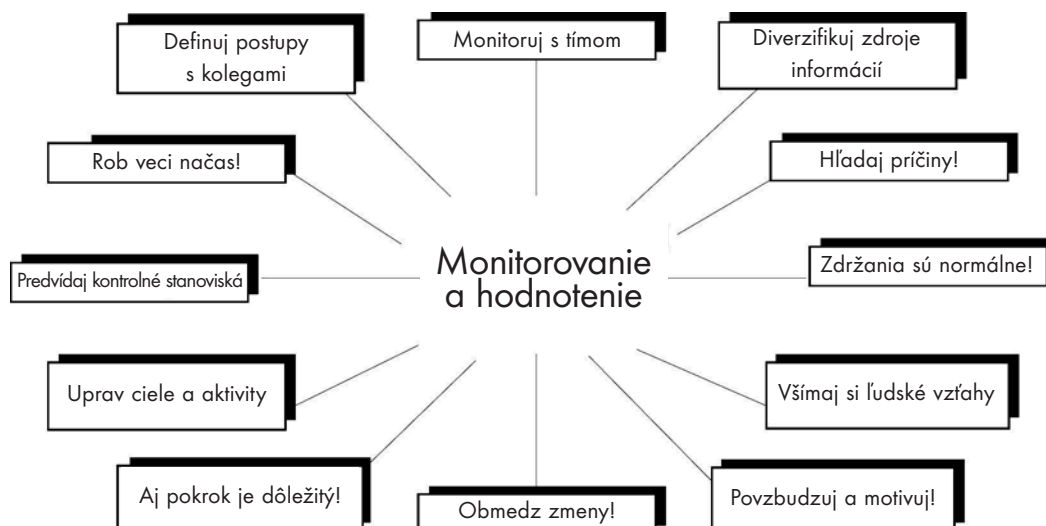 Definuj postupy
s kolegami
Monitoruj s tímom
Diverzifikuj zdroje
informácií
Rob veci načas!
Hľadaj príčiny!
Monitorovanie
a hodnotenie
Predvídaj kontrolné stanoviská
Zdržania sú normálne!
Uprav ciele a aktivity
Všímaj si ľudské vzťahy
Aj pokrok je dôležitý!
Obmedz zmeny!
Povzbudzuj a motivuj!